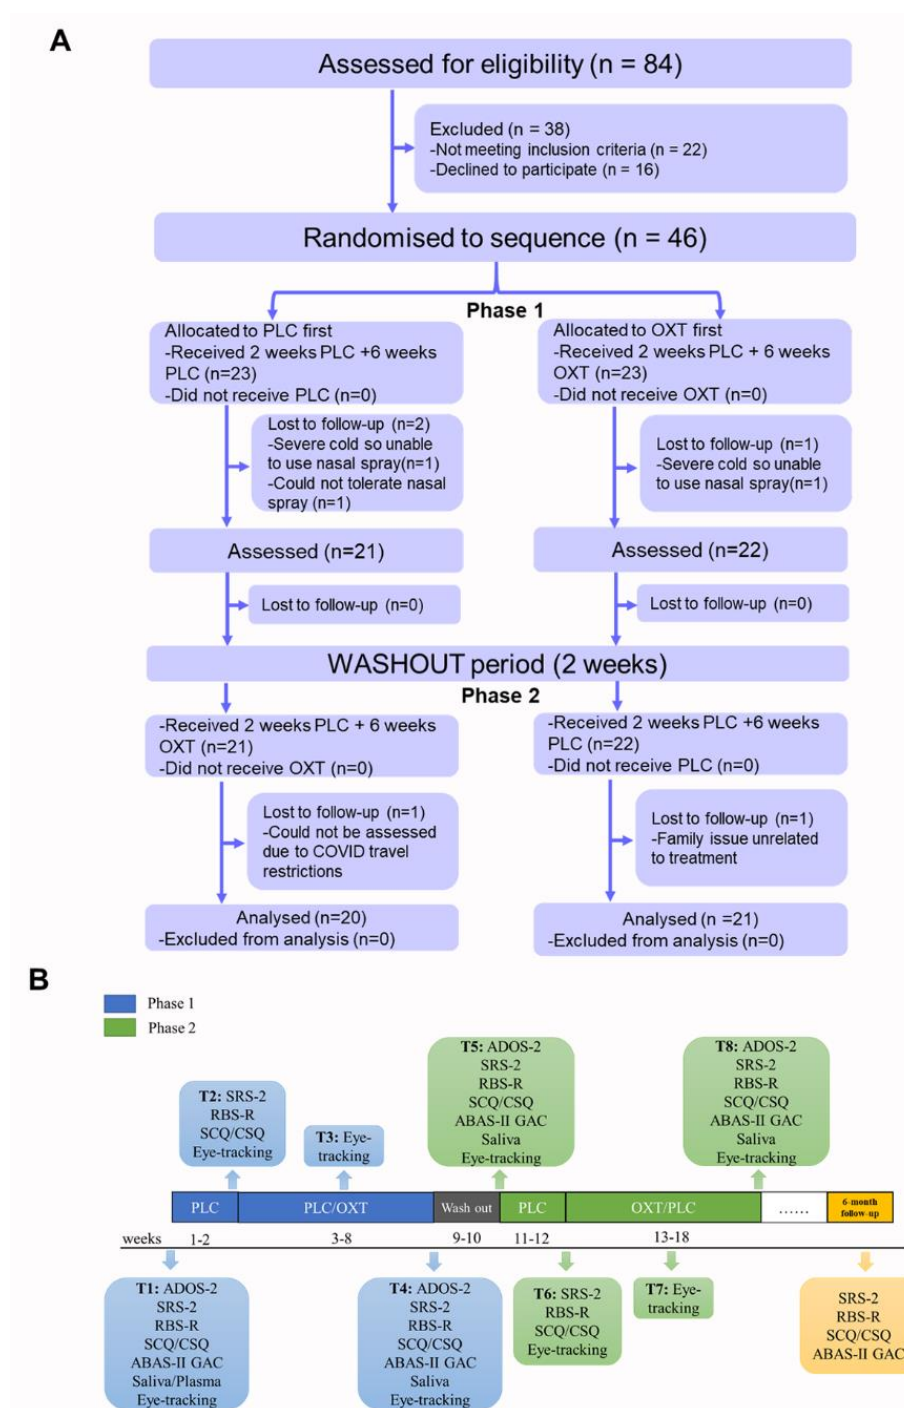 A
Assessed for eligibility (n = 84)
Excluded (n = 38)
-Not meeting inclusion criteria (n = 22)
-Declined to participate (n = 16)
Randomised to sequence (n = 46)
Phase 1
Allocated to PLC first
-Received 2 weeks PLC +6 weeks
PLC (n=23)
-Did not receive PLC (n=0)
Allocated to OXT first
-Received 2 weeks PLC + 6 weeks
OXT (n=23)
-Did not receive OXT (n=0)
Lost to follow-up (n=2)
-Severe cold so unable
to use nasal spray(n=1)
-Could not tolerate nasal
spray (n=1)
Lost to follow-up (n=1)
-Severe cold so unable
to use nasal spray(n=1)
Assessed (n=21)
Assessed (n=22)
Lost to follow-up (n=0)
Lost to follow-up (n=0)
WASHOUT period (2 weeks)
Phase 2
-Received 2 weeks PLC + 6 weeks
OXT (n=21)
-Did not receive OXT (n=0)
-Received 2 weeks PLC +6 weeks
PLC (n=22)
-Did not receive PLC (n=0)
Lost to follow-up (n=1)
-Could not be assessed
due to COVID travel
restrictions
Lost to follow-up (n=1)
-Family issue unrelated
to treatment
Analysed (n=20)
-Excluded from analysis (n=0)
Analysed (n =21)
-Excluded from analysis (n=0)
B
Phase 1
Phase 2
T2: SRS-2
RBS-R
SCQ/CSQ
Eye-tracking
T3: Eye-
tracking
T5: ADOS-2
SRS-2
RBS-R
SCQ/CSQ
ABAS-II GAC
Saliva
Eye-tracking
T8: ADOS-2
SRS-2
RBS-R
SCQ/CSQ
ABAS-II GAC
Saliva
Eye-tracking
PLC
PLC/OXT
Wash out
PLC
OXT/PLC
……
6-month
follow-up
weeks
1-2
3-8
9-10
11-12
13-18
T1: ADOS-2
SRS-2
RBS-R
SCQ/CSQ
ABAS-II GAC
Saliva/Plasma
Eye-tracking
T4: ADOS-2
SRS-2
RBS-R
SCQ/CSQ
ABAS-II GAC
Saliva
Eye-tracking
T6: SRS-2
RBS-R
SCQ/CSQ
Eye-tracking
T7: Eye-
tracking
SRS-2
RBS-R
SCQ/CSQ
ABAS-II GAC